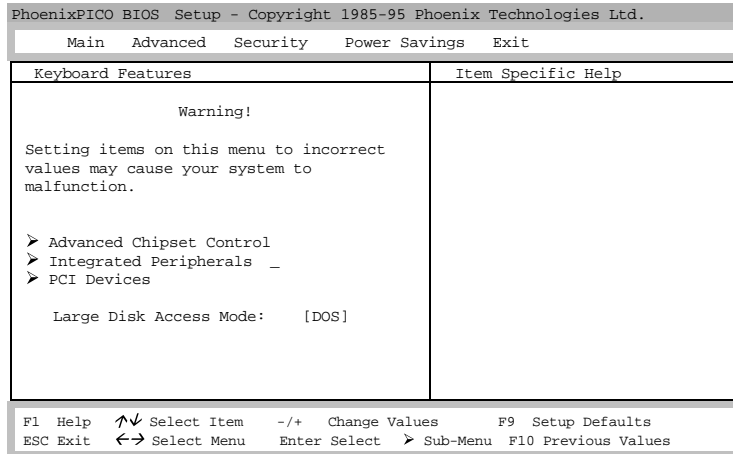 PhoenixPICO BIOS Setup - Copyright 1985-95 Phoenix Technologies Ltd.
Main Advanced Security Power Savings Exit
Keyboard Features
Item Specific Help
Warning!
Setting items on this menu to incorrect
values may cause your system to
malfunction.
➢ Advanced Chipset Control
➢ Integrated Peripherals _
➢ PCI Devices
Large Disk Access Mode: [DOS]
F1 Help ↑↓ Select Item -/+ Change Values F9 Setup Defaults
ESC Exit ←→ Select Menu Enter Select ➢ Sub-Menu F10 Previous Values